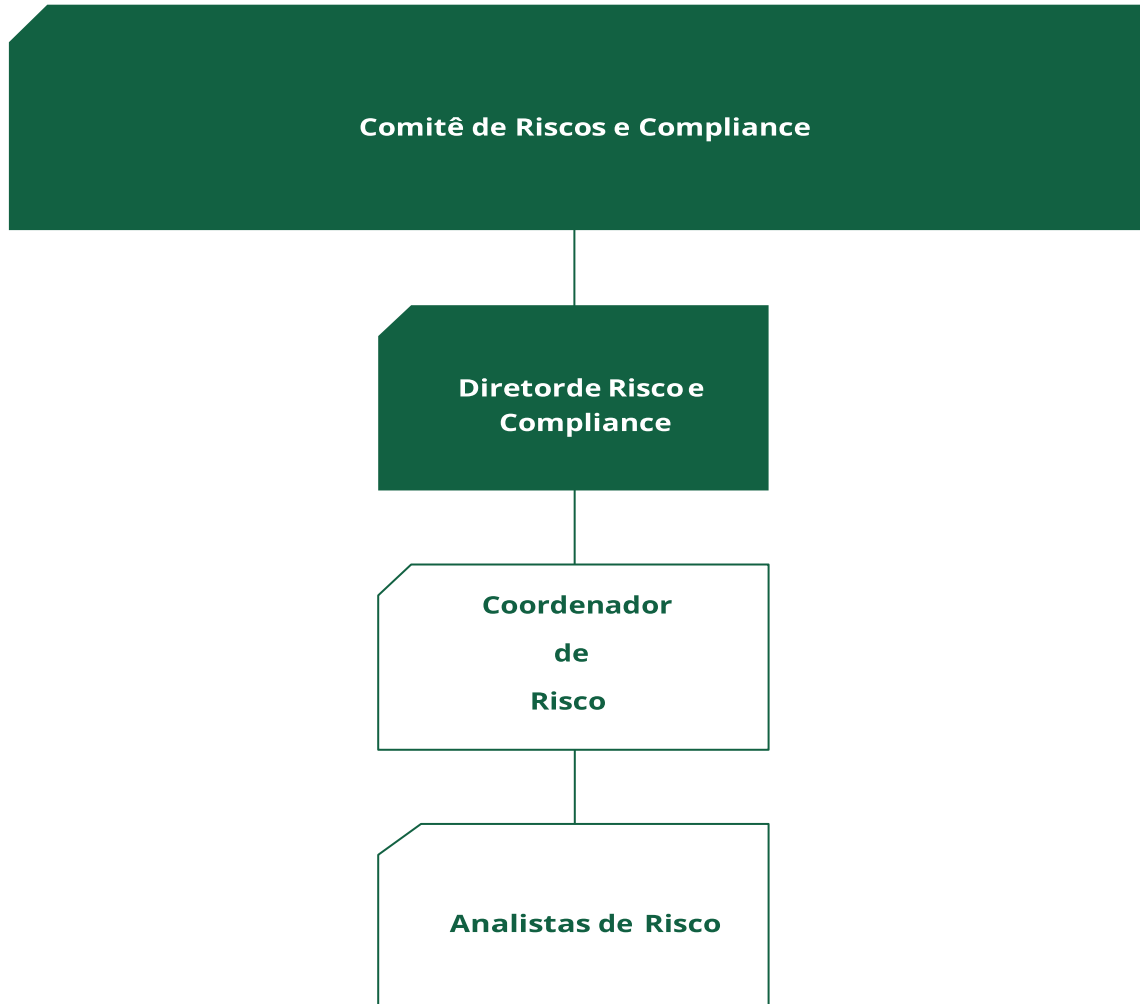 Comitê de Riscos e Compliance
Diretorde Risco e
Compliance
Coordenador
de
Risco
Analistas de Risco